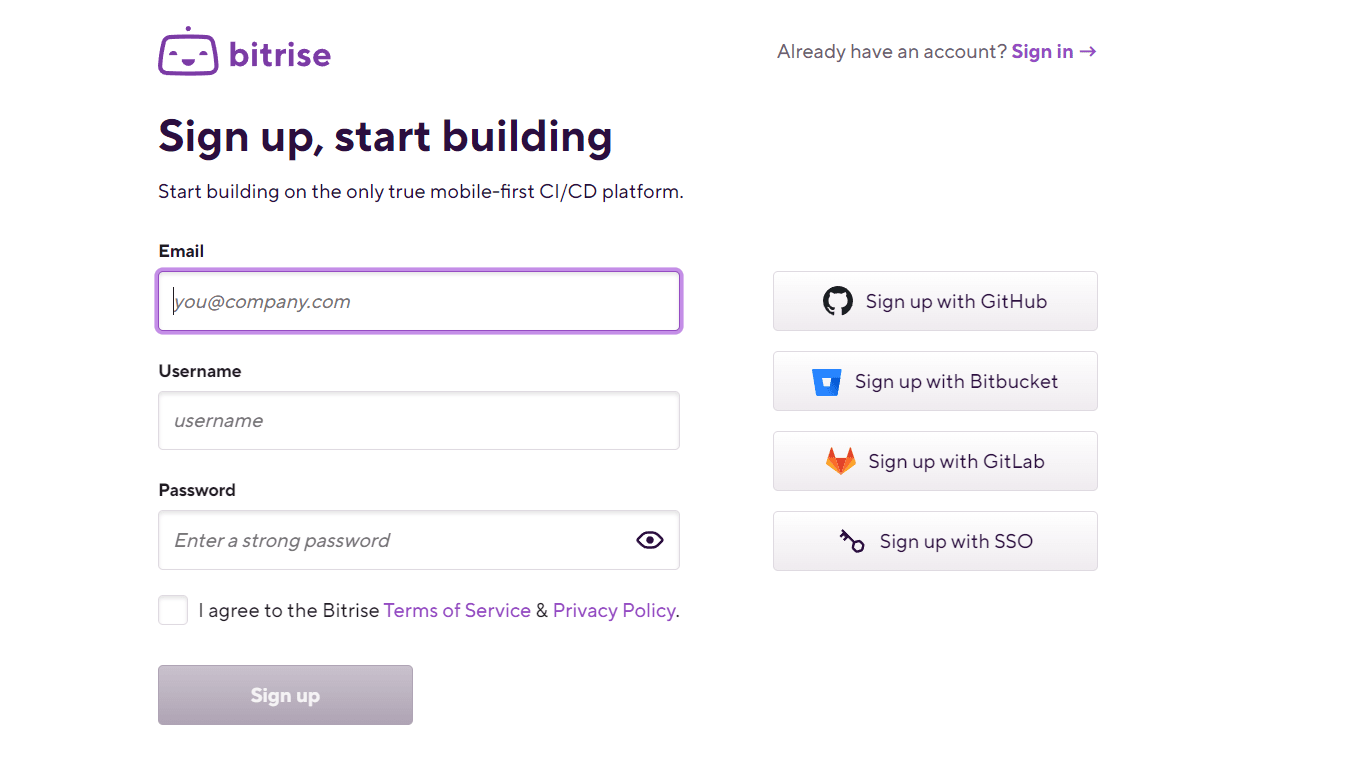 bitrise
Already have an account? Sign in →
Sign up, start building
Start building on the only true mobile-first CI/CD platform.
Email
you@company.com
Username
username
Password
Enter a strong password
I agree to the Bitrise Terms of Service & Privacy Policy.
Sign up
Sign up with GitHub
Sign up with Bitbucket
Sign up with GitLab
Sign up with SSO